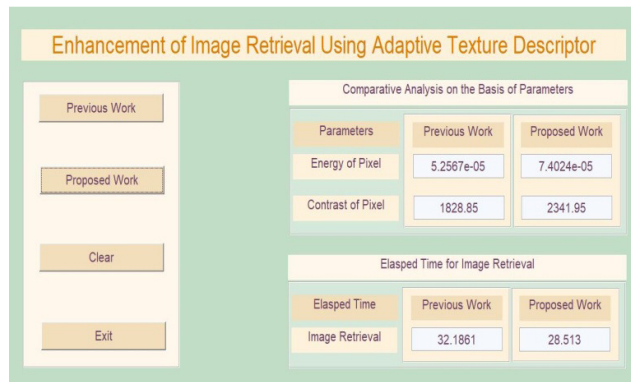 Enhancement of Image Retrieval Using Adaptive Texture Descriptor
Previous Work
Proposed Work
Clear
Exit
Comparative Analysis on the Basis of Parameters
Parameters Previous Work Proposed Work
Energy of Pixel 5.2567e-05 7.4024e-05
Contrast of Pixel 1828.85 2341.95
Elasped Time for Image Retrieval
Elasped Time Previous Work Proposed Work
Image Retrieval 32.1861 28.513